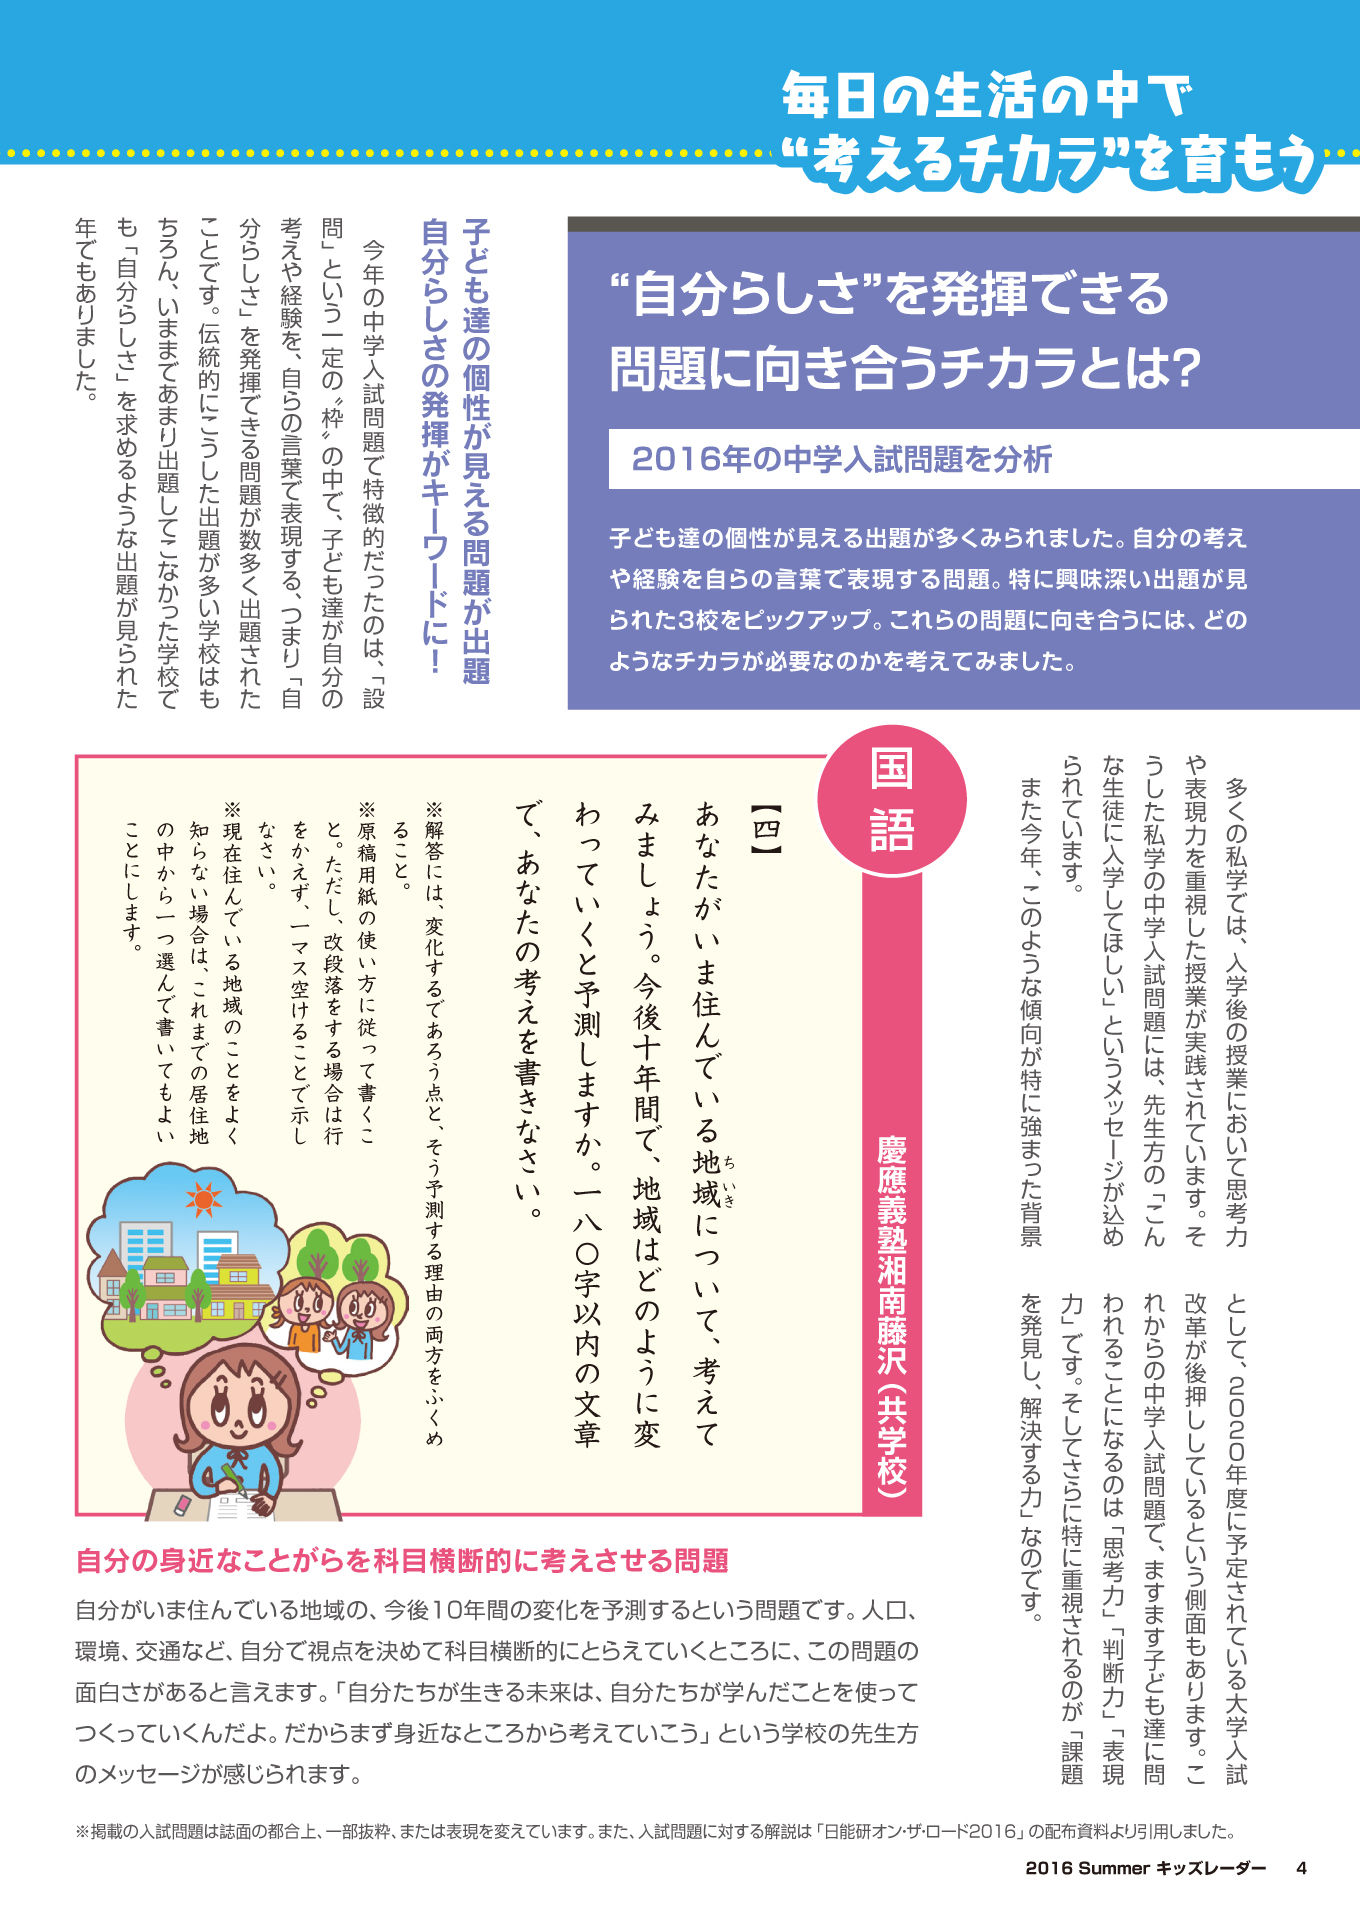 毎日の生活の中で
“考えるチカラ”を育もう
“自分らしさ”を発揮できる
問題に向き合うチカラとは?
2016年の中学入試問題を分析
子ども達の個性が見える出題が多くみられました。自分の考え
や経験を自らの言葉で表現する問題。特に興味深い出題が見
られた3校をピックアップ。これらの問題に向き合うには、どの
ようなチカラが必要なのかを考えてみました。
子ども達の個性が見える問題が出題
自分らしさの発揮がキーワードに!
今年の中学入試問題で特徴的だったのは、「設
問」という一定の〝枠〟の中で、子ども達が自分の
考えや経験を、自らの言葉で表現する、つまり「自
分らしさ」を発揮できる問題が数多く出題された
ことです。伝統的にこうした出題が多い学校はも
ちろん、いままであまり出題してこなかった学校で
も「自分らしさ」を求めるような出題が見られた
年でもありました。
多くの私学では、入学後の授業において思考力
や表現力を重視した授業が実践されています。そ
うした私学の中学入試問題には、先生方の「こん
な生徒に入学してほしい」というメッセージが込め
られています。
また今年、このような傾向が特に強まった背景
として、2020年度に予定されている大学入試
改革が後押ししているという側面もあります。こ
れからの中学入試問題で、ますます子ども達に問
われることになるのは「思考力」「判断力」「表現
力」です。そしてさらに特に重視されるのが「課題
を発見し、解決する力」なのです。
国語
慶應義塾湘南藤沢(共学校)
【四】
あなたがいま住んでいる地域について、考えて
ちいき
みましょう。今後十年間で、地域はどのように変
わっていくと予測しますか。一八〇字以内の文章
で、あなたの考えを書きなさい。
※解答には、変化するであろう点と、そう予測する理由の両方をふくめ
ること。
※原稿用紙の使い方に従って書くこ
と。ただし、改段落をする場合は行
をかえず、一マス空けることで示し
なさい。
※現在住んでいる地域のことをよく
知らない場合は、これまでの居住地
の中から一つ選んで書いてもよい
ことにします。
自分の身近なことがらを科目横断的に考えさせる問題
自分がいま住んでいる地域の、今後10年間の変化を予測するという問題です。人口、
環境、交通など、自分で視点を決めて科目横断的にとらえていくところに、この問題の
面白さがあると言えます。「自分たちが生きる未来は、自分たちが学んだことを使って
つくっていくんだよ。だからまず身近なところから考えていこう」という学校の先生方
のメッセージが感じられます。
※掲載の入試問題は誌面の都合上、一部抜粋、または表現を変えています。また、入試問題に対する解説は「日能研オン・ザ・ロード2016」の配布資料より引用しました。
2016 Summer キッズレーダー 4